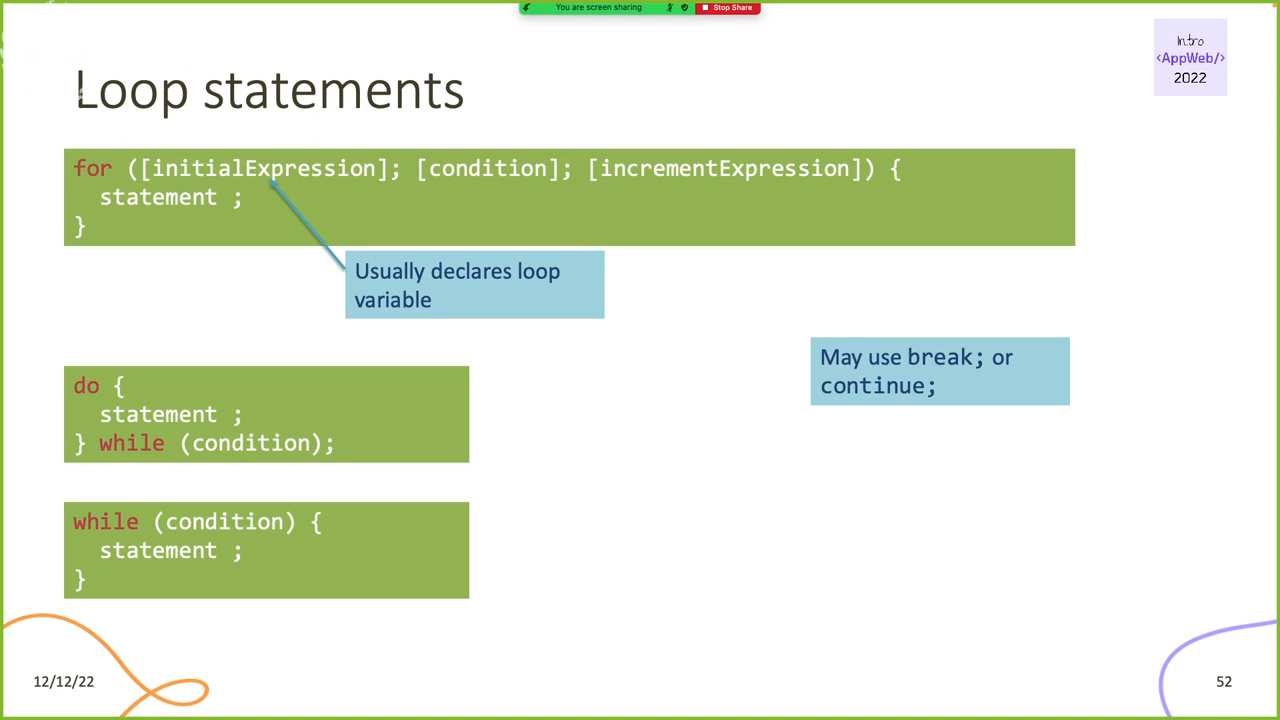 You are screen sharing
Stop Share
Intro
<AppWeb/>
2022
Loop statements
for ([initialExpression]; [condition]; [incrementExpression]) {
  statement ;
}
Usually declares loop
variable
May use break; or
continue;
do {
  statement ;
} while (condition);
while (condition) {
  statement ;
}
12/12/22
52